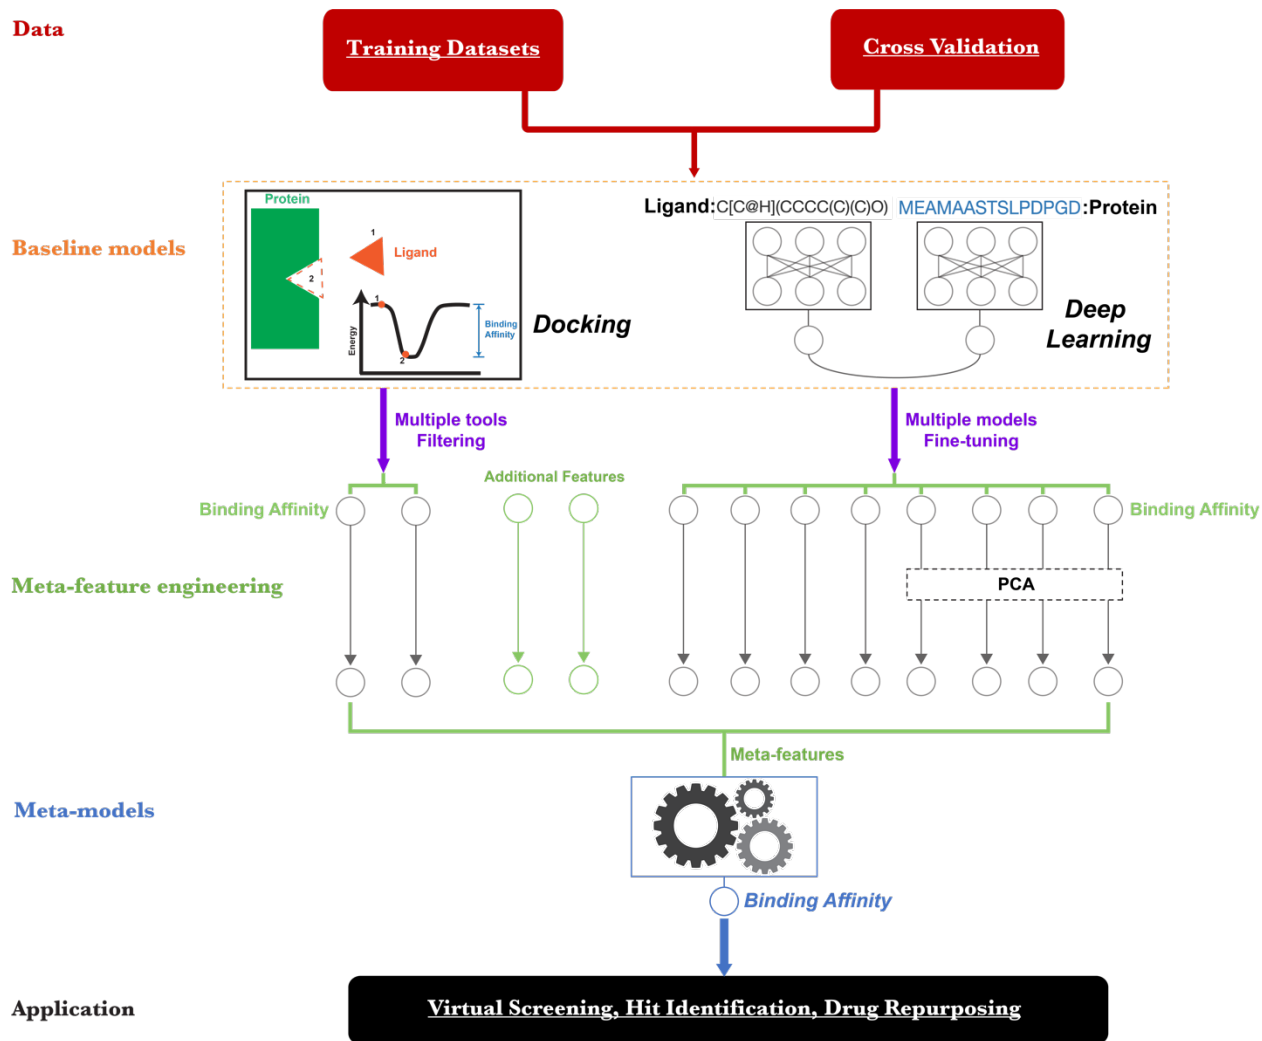 Data
Training Datasets
Cross Validation
Baseline models
Protein
1
Ligand
2
Energy
1
2
Binding
Affinity
Docking
Ligand:C[C@H](CCCC(C)(C)O) MEAMAASTSLPDPGD:Protein
Deep
Learning
Multiple tools
Filtering
Multiple models
Fine-tuning
Binding Affinity
Additional Features
Binding Affinity
Meta-feature engineering
PCA
Meta-features
Meta-models
Binding Affinity
Application
Virtual Screening, Hit Identification, Drug Repurposing